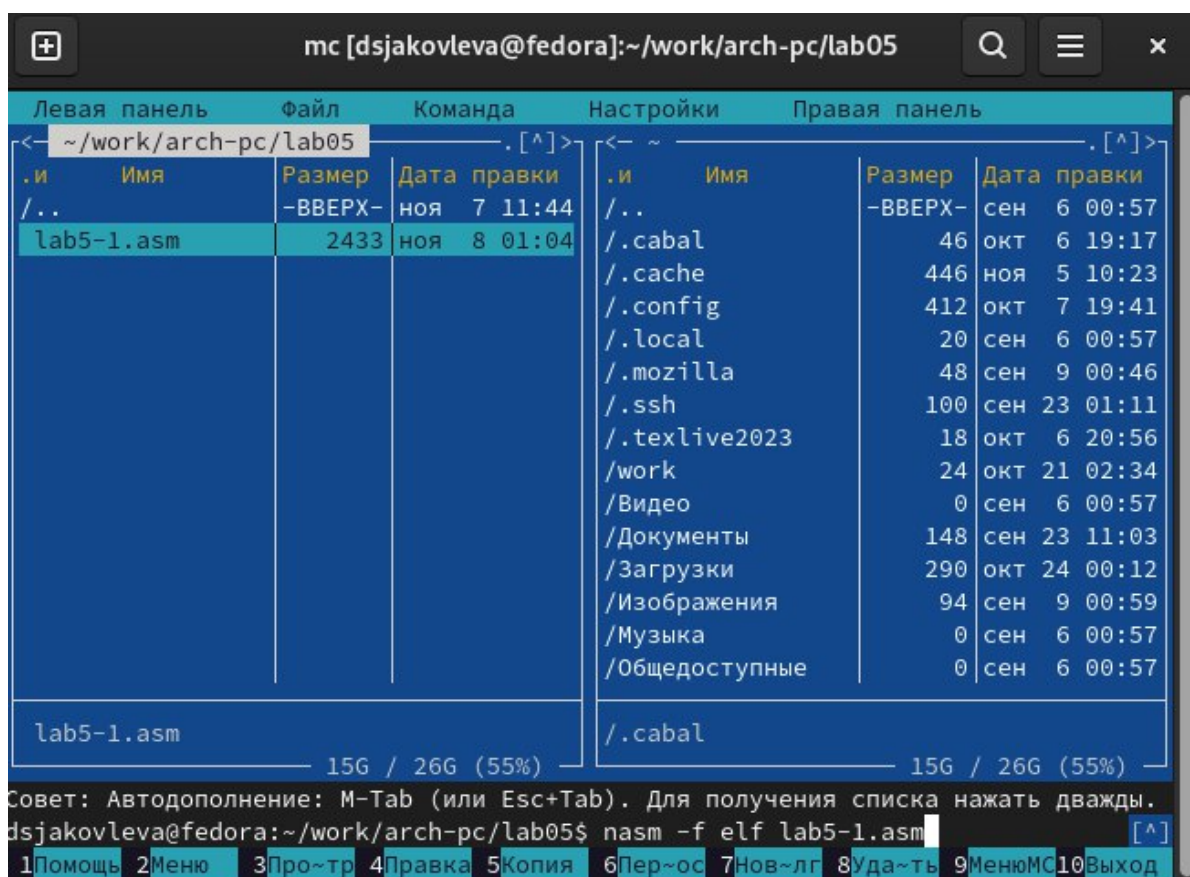 mc [dsjakovleva@fedora]:~/work/arch-pc/lab05
Левая панель Файл Команда Настройки Правая панель
<─ ~/work/arch-pc/lab05 ─.[^]>
.и Имя Размер Дата правки
/.. -ВВЕРХ- ноя 7 11:44
lab5-1.asm 2433 ноя 8 01:04
lab5-1.asm
15G / 26G (55%)
<─ ~ ─.[^]>
.и Имя Размер Дата правки
/.. -ВВЕРХ- сен 6 00:57
/.cabal 46 окт 6 19:17
/.cache 446 ноя 5 10:23
/.config 412 окт 7 19:41
/.local 20 сен 6 00:57
/.mozilla 48 сен 9 00:46
/.ssh 100 сен 23 01:11
/.texlive2023 18 окт 6 20:56
/work 24 окт 21 02:34
/Видео 0 сен 6 00:57
/Документы 148 сен 23 11:03
/Загрузки 290 окт 24 00:12
/Изображения 94 сен 9 00:59
/Музыка 0 сен 6 00:57
/Общедоступные 0 сен 6 00:57
/.cabal
15G / 26G (55%)
Совет: Автодополнение: M-Tab (или Esc+Tab). Для получения списка нажать дважды.
dsjakovleva@fedora:~/work/arch-pc/lab05$ nasm -f elf lab5-1.asm [^]
1Помощь 2Меню 3Про~тр 4Правка 5Копия 6Пер~ос 7Нов~лг 8Уда~ть 9МенюMC 10Выход